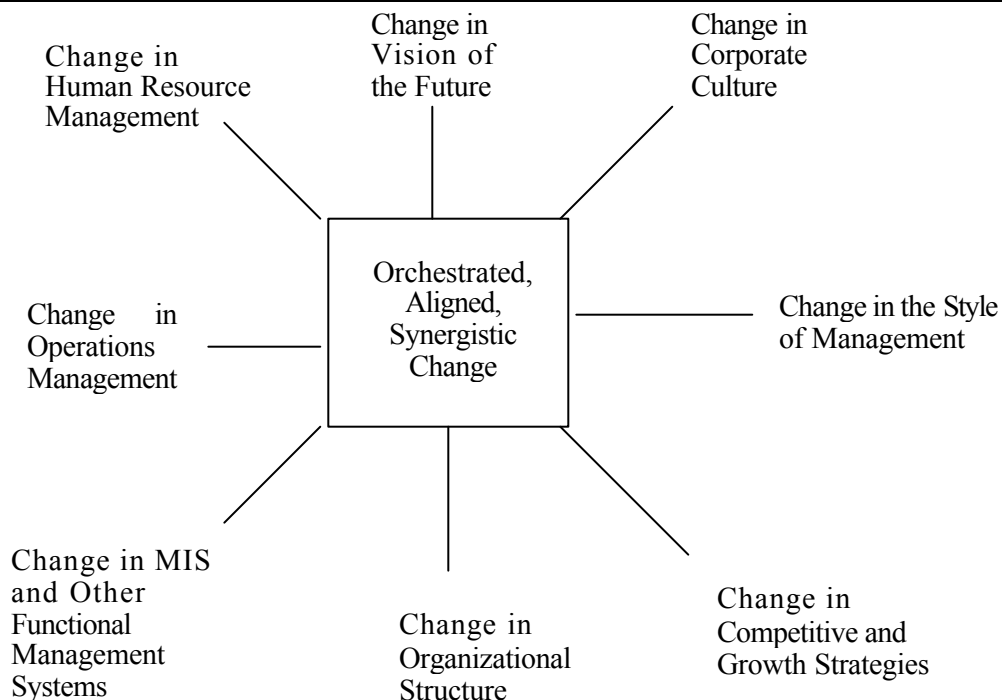 Change in
Human Resource
Management
Change in
Vision of
the Future
Change in
Corporate
Culture
Orchestrated,
Aligned,
Synergistic
Change
Change in
Operations
Management
Change in the Style
of Management
Change in MIS
and Other
Functional
Management
Systems
Change in
Organizational
Structure
Change in
Competitive and
Growth Strategies